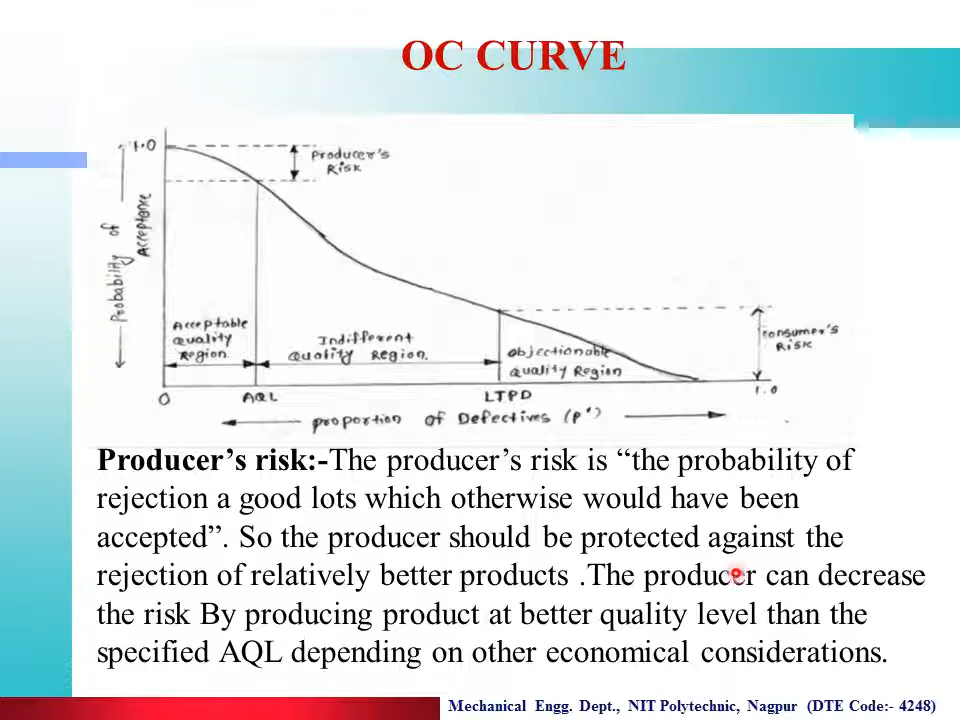 OC CURVE
1.0
Producer's
Risk
Probability of
Acceptance
Acceptable
Quality
Region
Indifferent
Quality Region.
Objectionable
Quality Region
Consumer's
Risk
0
AQL
LTPD
1.0
Proportion of Defectives (P')
Producer’s risk:-The producer’s risk is “the probability of
rejection a good lots which otherwise would have been
accepted”. So the producer should be protected against the
rejection of relatively better products .The producer can decrease
the risk By producing product at better quality level than the
specified AQL depending on other economical considerations.
Mechanical Engg. Dept., NIT Polytechnic, Nagpur (DTE Code:- 4248)